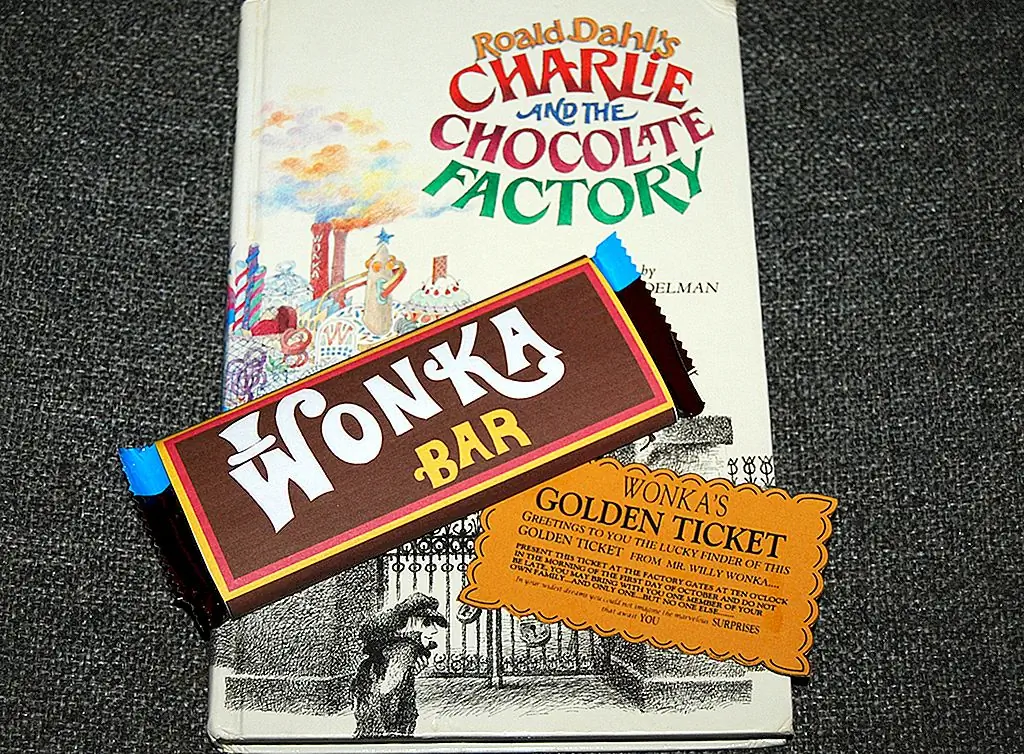 Roald Dahl's
CHARLIE
AND THE
CHOCOLATE
FACTORY
by
DELMAN
WONKA
W
WONKA
BAR
WONKA'S
GOLDEN TICKET
GREETINGS TO YOU THE LUCKY FINDER OF THIS
GOLDEN TICKET FROM MR. WILLY WONKA....
PRESENT THIS TICKET AT THE FACTORY GATES AT TEN O'CLOCK
IN THE MORNING OF THE FIRST DAY OF OCTOBER AND DO NOT
BE LATE. YOU MAY BRING WITH YOU ONE MEMBER OF YOUR
OWN FAMILY...AND ONLY ONE...BUT NO ONE ELSE.........
In your wildest dreams you could not imagine the marvelous SURPRISES
that await YOU